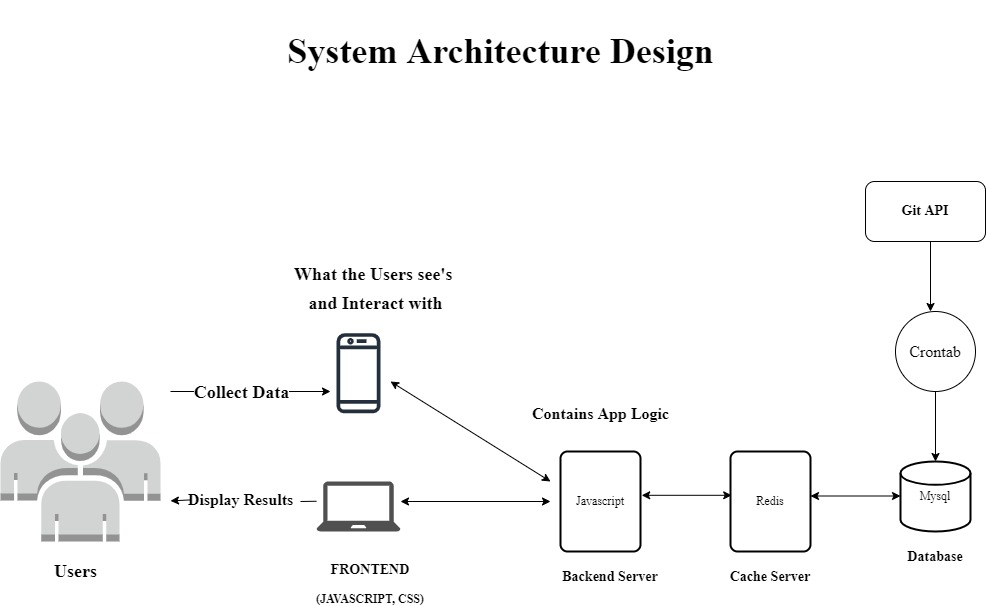 System Architecture Design
Git API
What the Users see's
and Interact with
Crontab
Collect Data
Contains App Logic
Display Results
Javascript
Redis
Mysql
Users
FRONTEND
(JAVASCRIPT, CSS)
Backend Server
Cache Server
Database